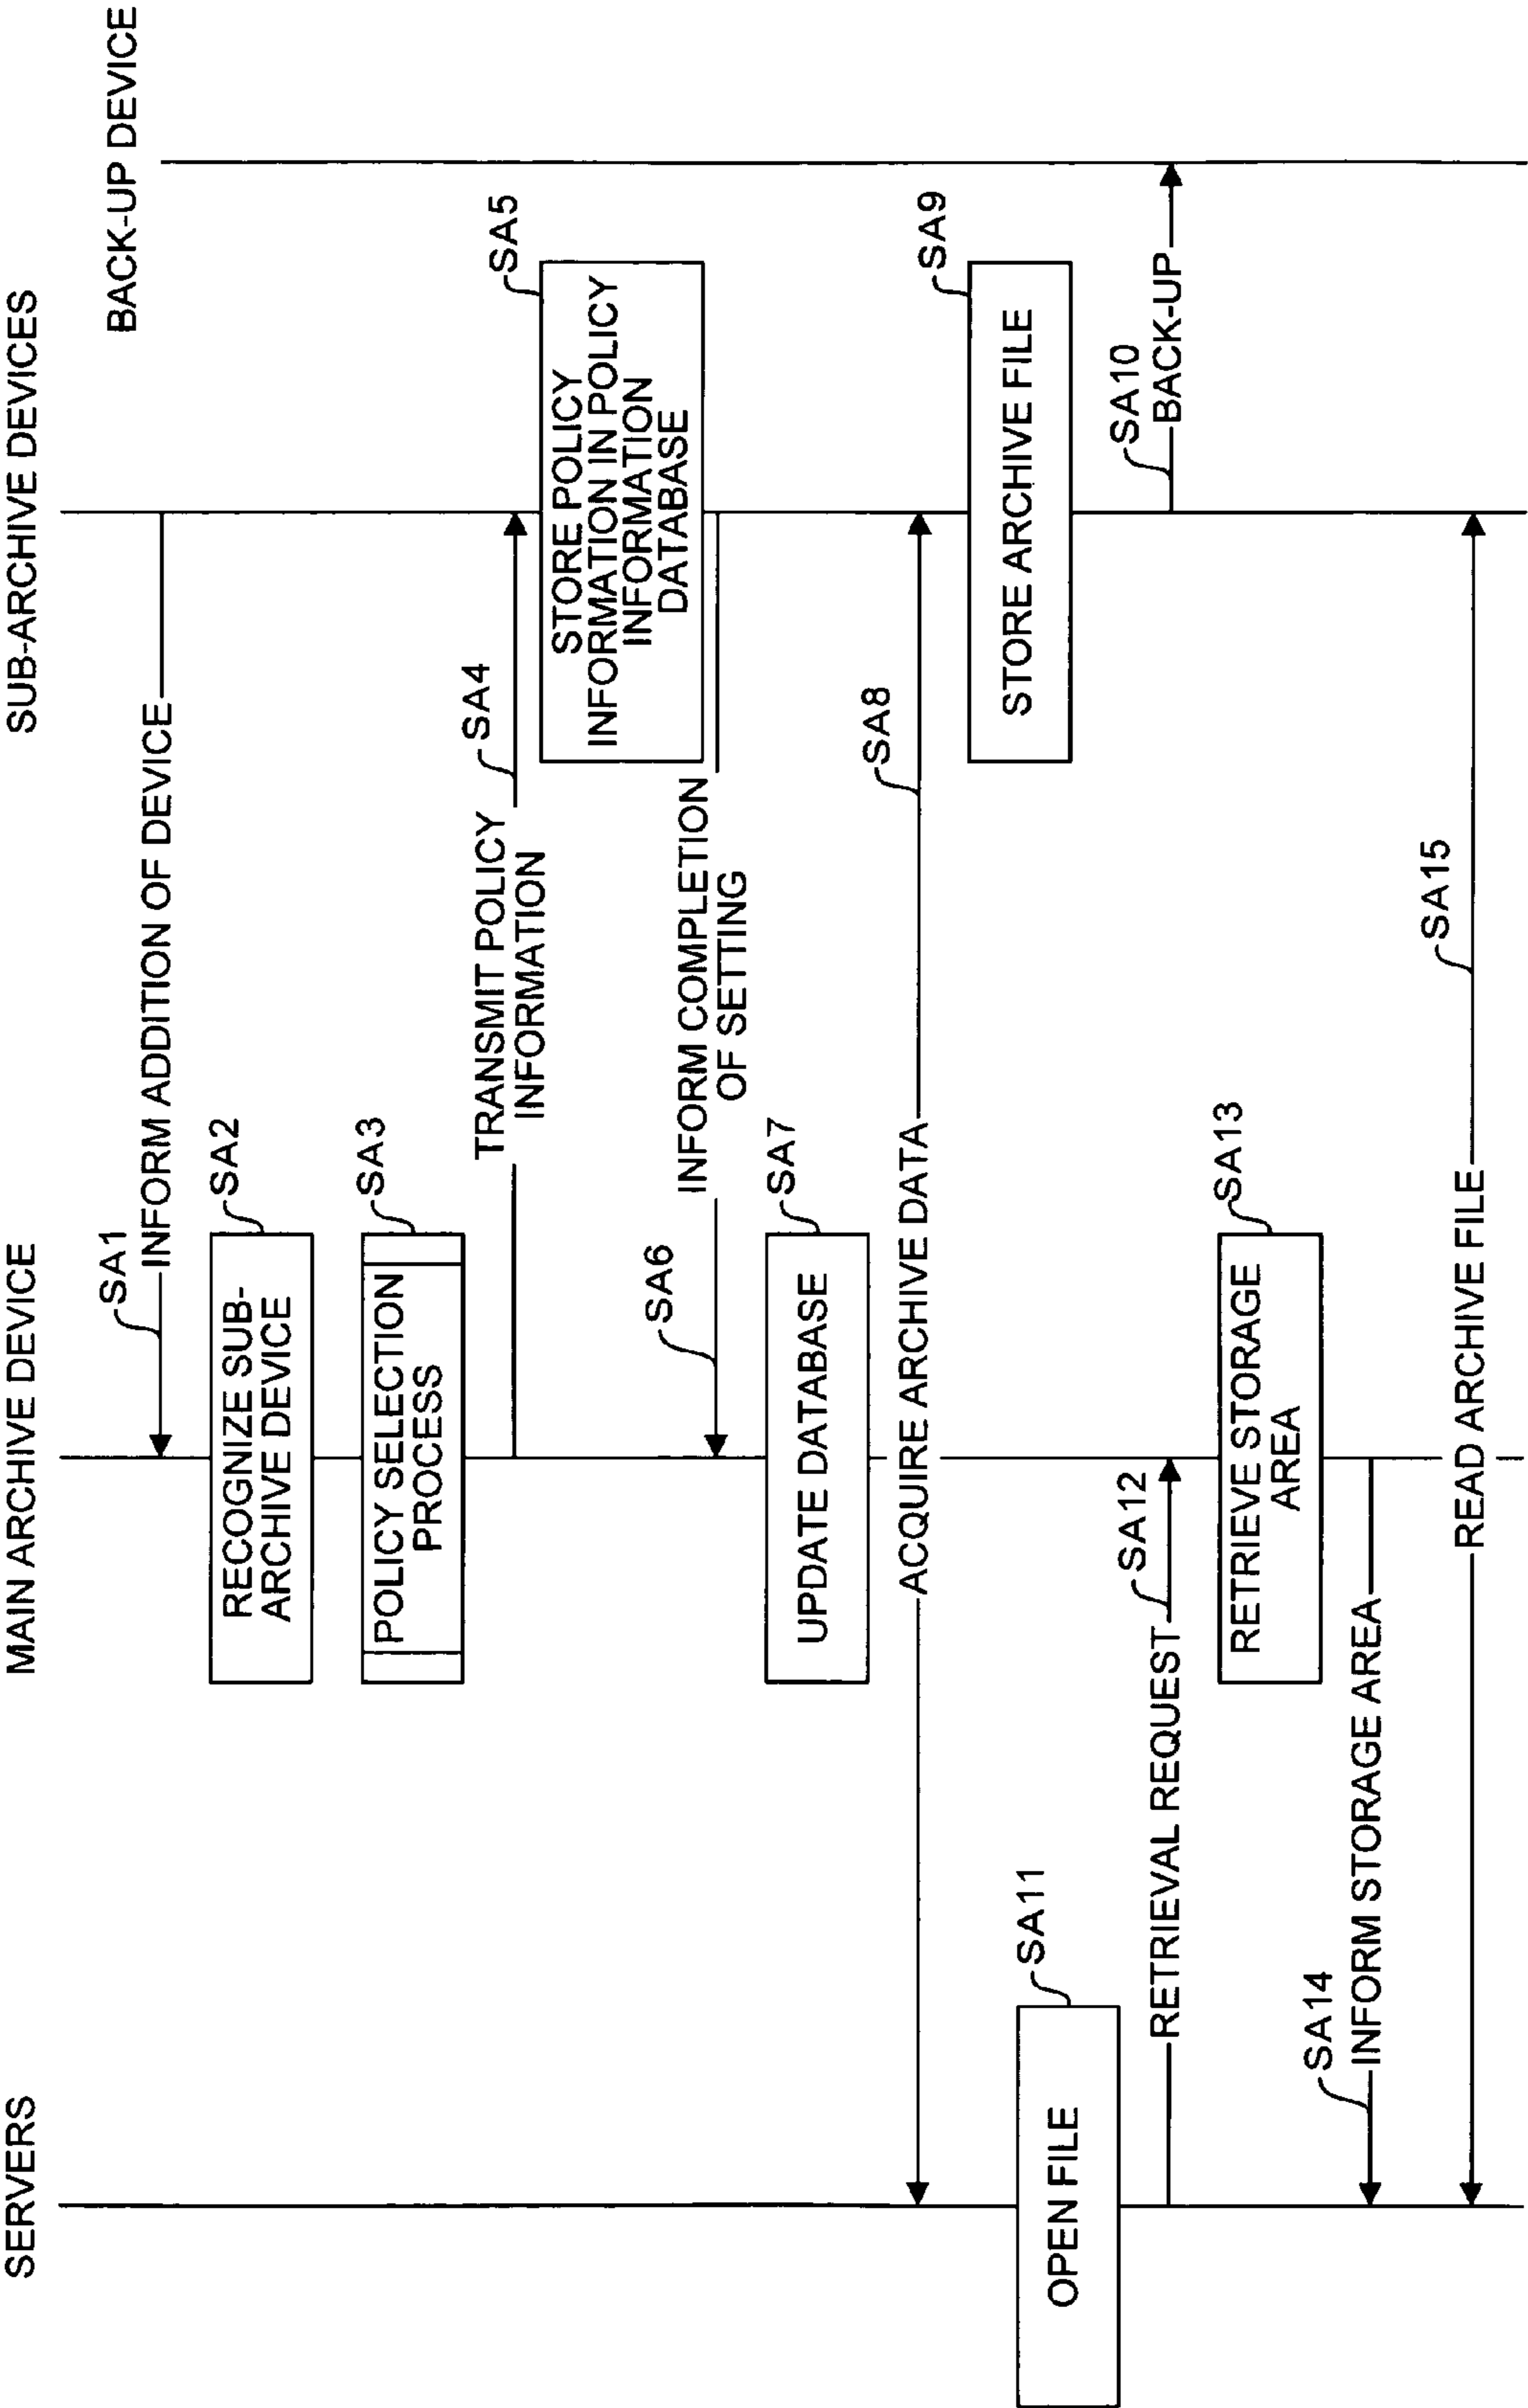 SERVERS
MAIN ARCHIVE DEVICE
SUB-ARCHIVE DEVICES
BACK-UP DEVICE
SA1
INFORM ADDITION OF DEVICE
RECOGNIZE SUB-
ARCHIVE DEVICE
SA2
POLICY SELECTION
PROCESS
SA3
TRANSMIT POLICY
INFORMATION
SA4
STORE POLICY
INFORMATION IN POLICY
INFORMATION
DATABASE
SA5
SA6
INFORM COMPLETION
OF SETTING
UPDATE DATABASE
SA7
ACQUIRE ARCHIVE DATA
SA8
STORE ARCHIVE FILE
SA9
SA10
BACK-UP
OPEN FILE
SA11
RETRIEVAL REQUEST
SA12
RETRIEVE STORAGE
AREA
SA13
SA14
INFORM STORAGE AREA
READ ARCHIVE FILE
SA15